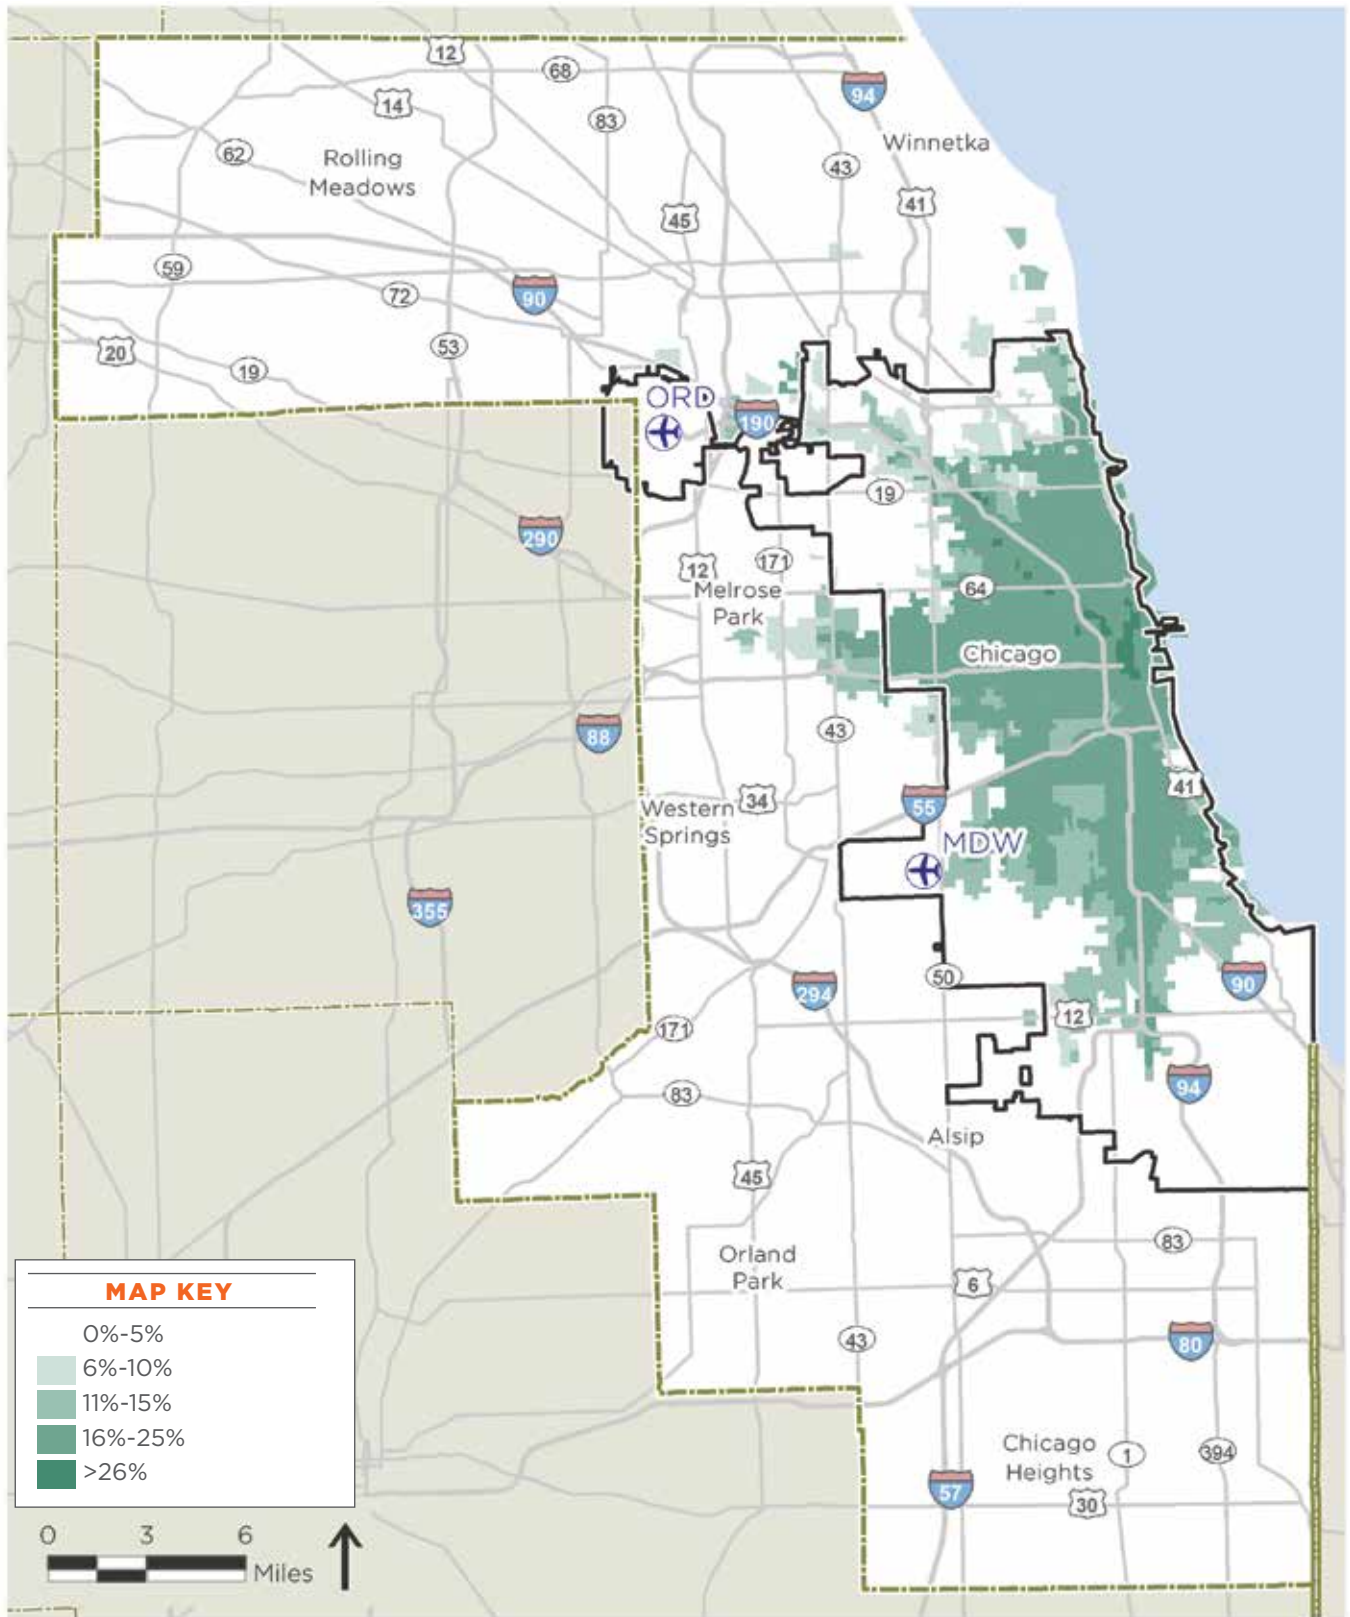 12
68
94
14
83
Winnetka
62
Rolling
Meadows
43
45
41
59
72
90
20
53
19
ORD
190
19
290
12
171
64
Melrose
Park
Chicago
43
88
41
Western
Springs
34
55
MDW
355
50
90
294
12
171
94
83
Alsip
45
83
Orland
Park
6
MAP KEY
0%-5%
6%-10%
11%-15%
16%-25%
>26%
43
80
Chicago
Heights
1
394
57
30
0 3 6
Miles